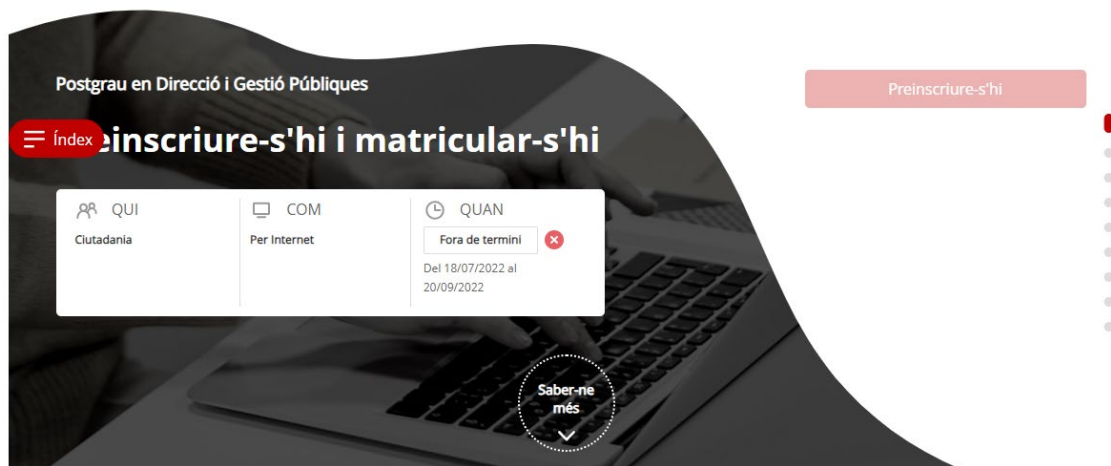 Postgrau en Direcció i Gestió Públiques
Preinscriure-s'hi
Índex
einscriure-s'hi i matricular-s'hi
QUI
Ciutadania
COM
Per Internet
QUAN
Fora de termini
Del 18/07/2022 al
20/09/2022
Saber-ne
més